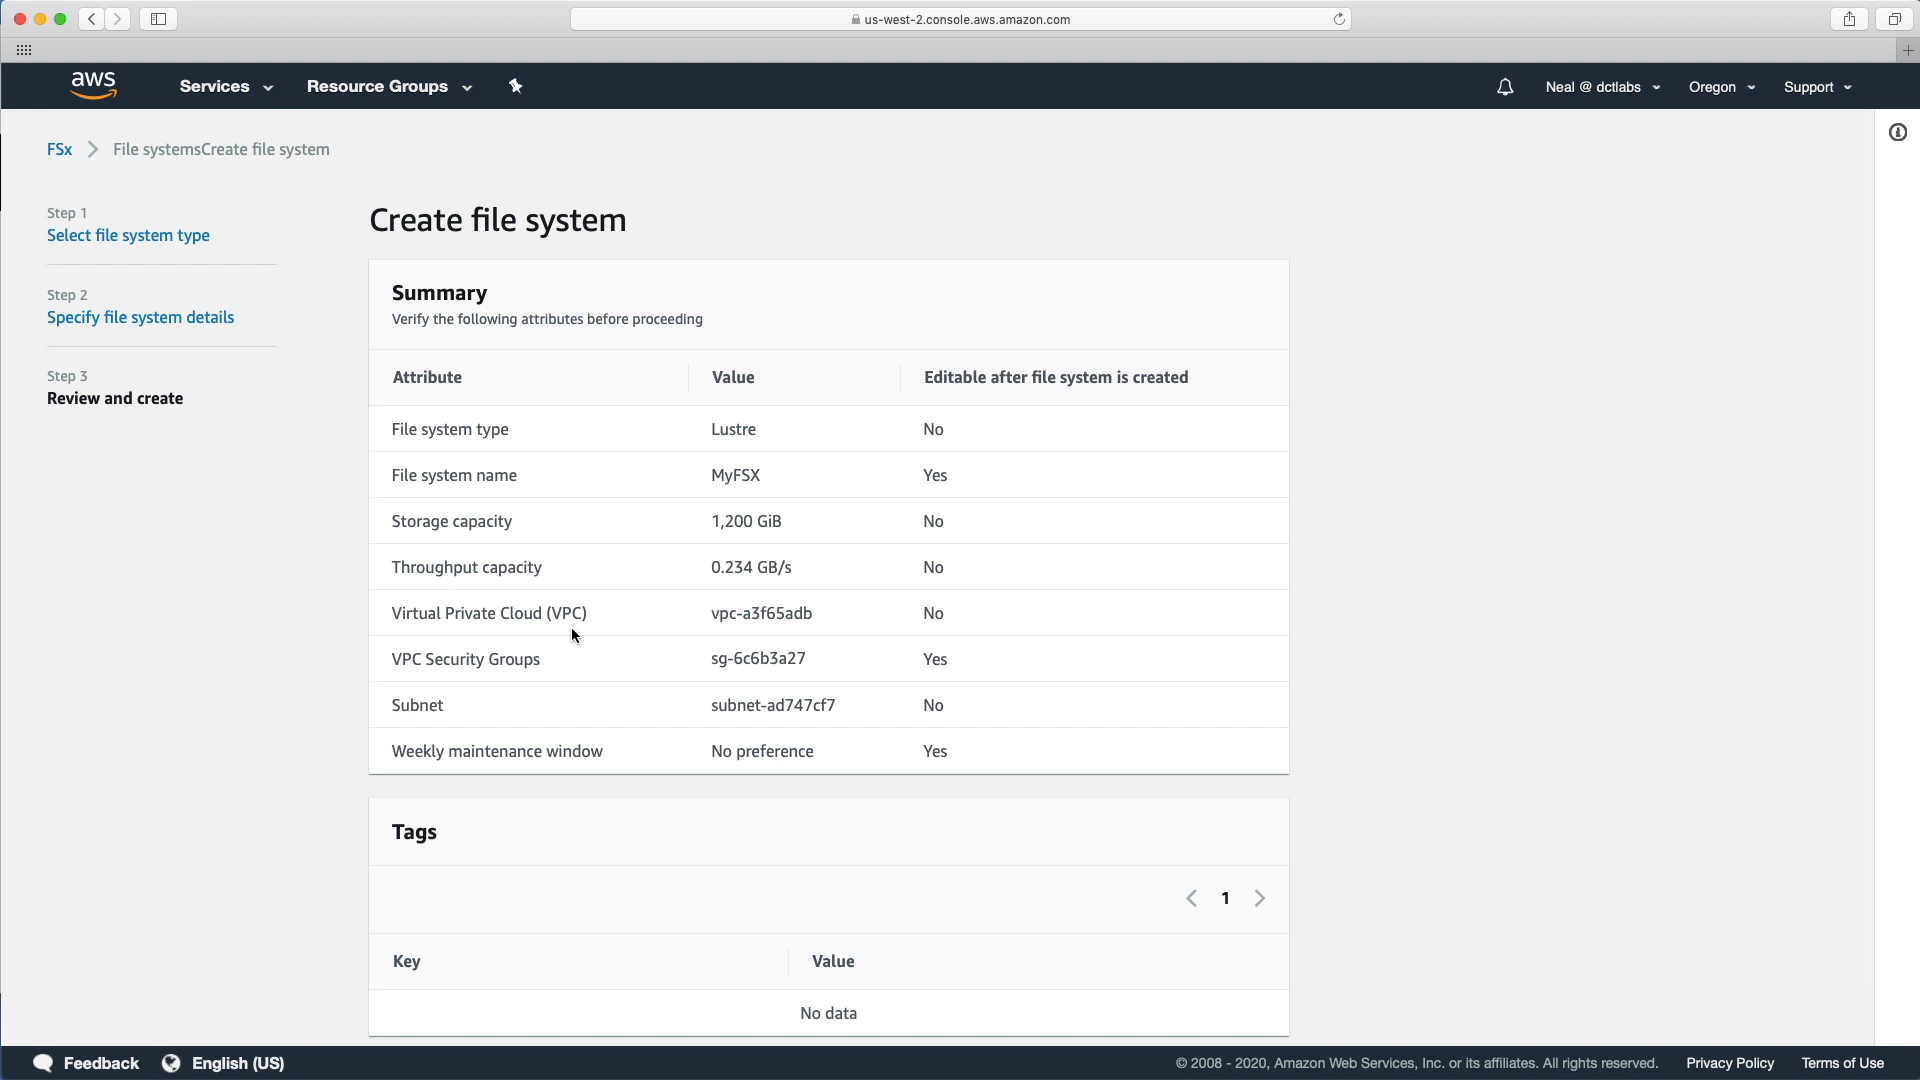 us-west-2.console.aws.amazon.com
aws
Services
Resource Groups
Neal @ dctlabs
Oregon
Support
FSx
File systemsCreate file system
Step 1
Select file system type
Step 2
Specify file system details
Step 3
Review and create
Create file system
Summary
Verify the following attributes before proceeding
Attribute Value Editable after file system is created
File system type Lustre No
File system name MyFSX Yes
Storage capacity 1,200 GiB No
Throughput capacity 0.234 GB/s No
Virtual Private Cloud (VPC) vpc-a3f65adb No
VPC Security Groups sg-6c6b3a27 Yes
Subnet subnet-ad747cf7 No
Weekly maintenance window No preference Yes
Tags
1
Key Value
No data
Feedback
English (US)
© 2008 - 2020, Amazon Web Services, Inc. or its affiliates. All rights reserved.
Privacy Policy
Terms of Use